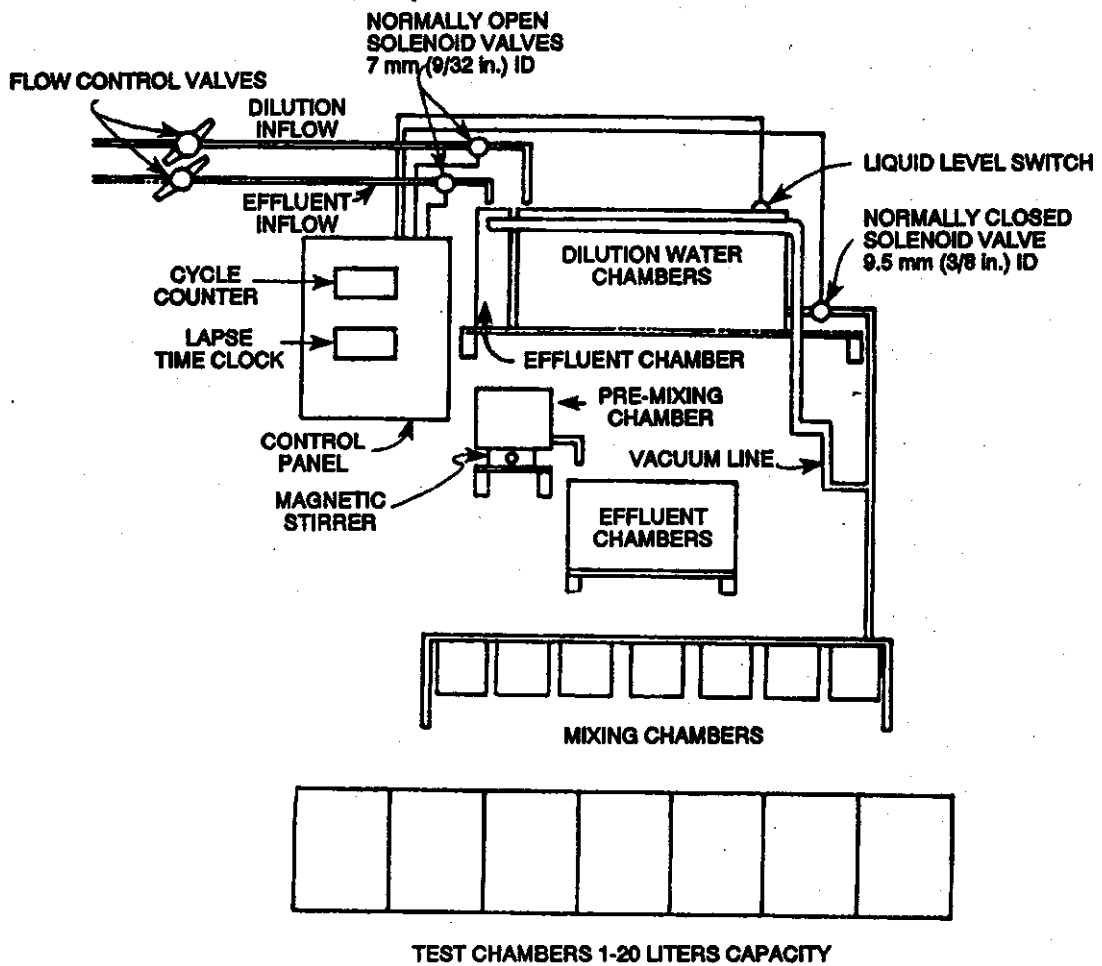 NORMALLY OPEN
SOLENOID VALVES
7 mm (9/32 in.) ID
FLOW CONTROL VALVES
DILUTION
INFLOW
EFFLUENT
INFLOW
LIQUID LEVEL SWITCH
NORMALLY CLOSED
SOLENOID VALVE
9.5 mm (3/8 in.) ID
DILUTION WATER
CHAMBERS
CYCLE
COUNTER
LAPSE
TIME CLOCK
EFFLUENT CHAMBER
PRE-MIXING
CHAMBER
CONTROL
PANEL
VACUUM LINE
MAGNETIC
STIRRER
EFFLUENT
CHAMBERS
MIXING CHAMBERS
TEST CHAMBERS 1-20 LITERS CAPACITY